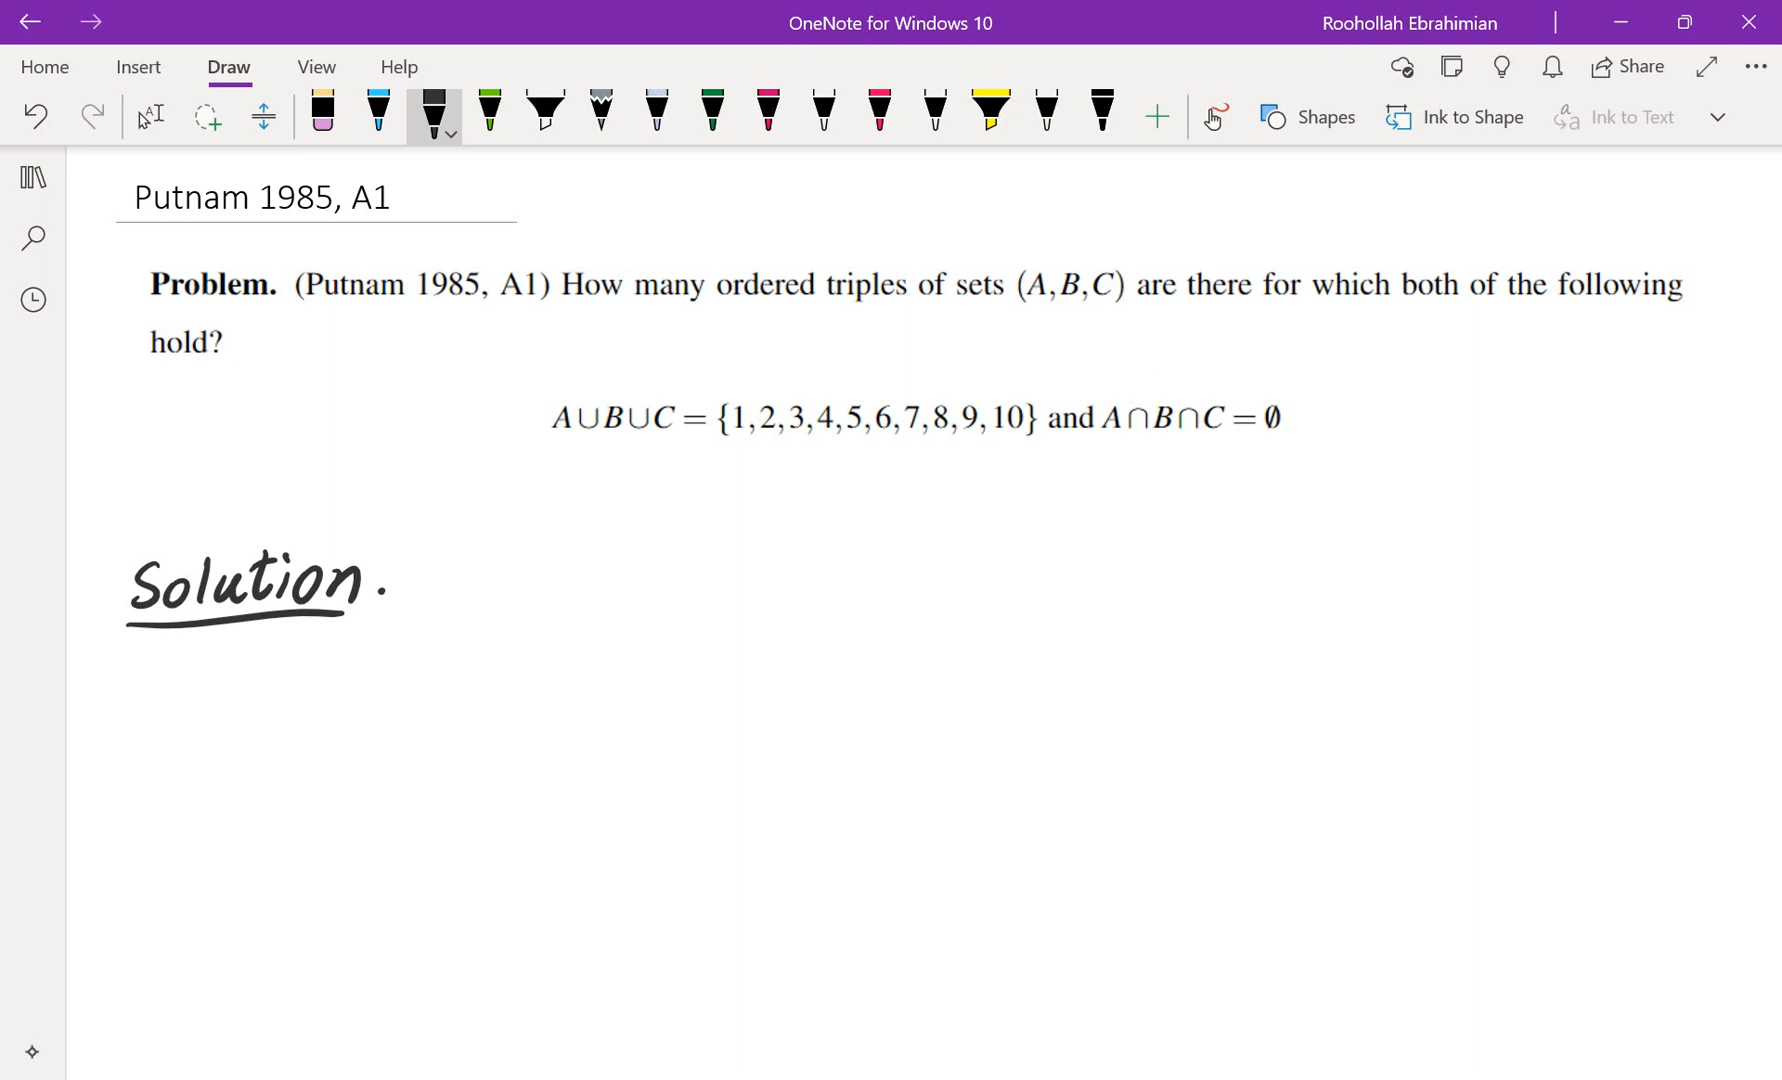 OneNote for Windows 10
Roohollah Ebrahimian
Home Insert Draw View Help
Share
Shapes Ink to Shape Ink to Text
Putnam 1985, A1
Problem. (Putnam 1985, A1) How many ordered triples of sets (A,B,C) are there for which both of the following
hold?
A∪B∪C = {1,2,3,4,5,6,7,8,9,10} and A∩B∩C = ∅
Solution.